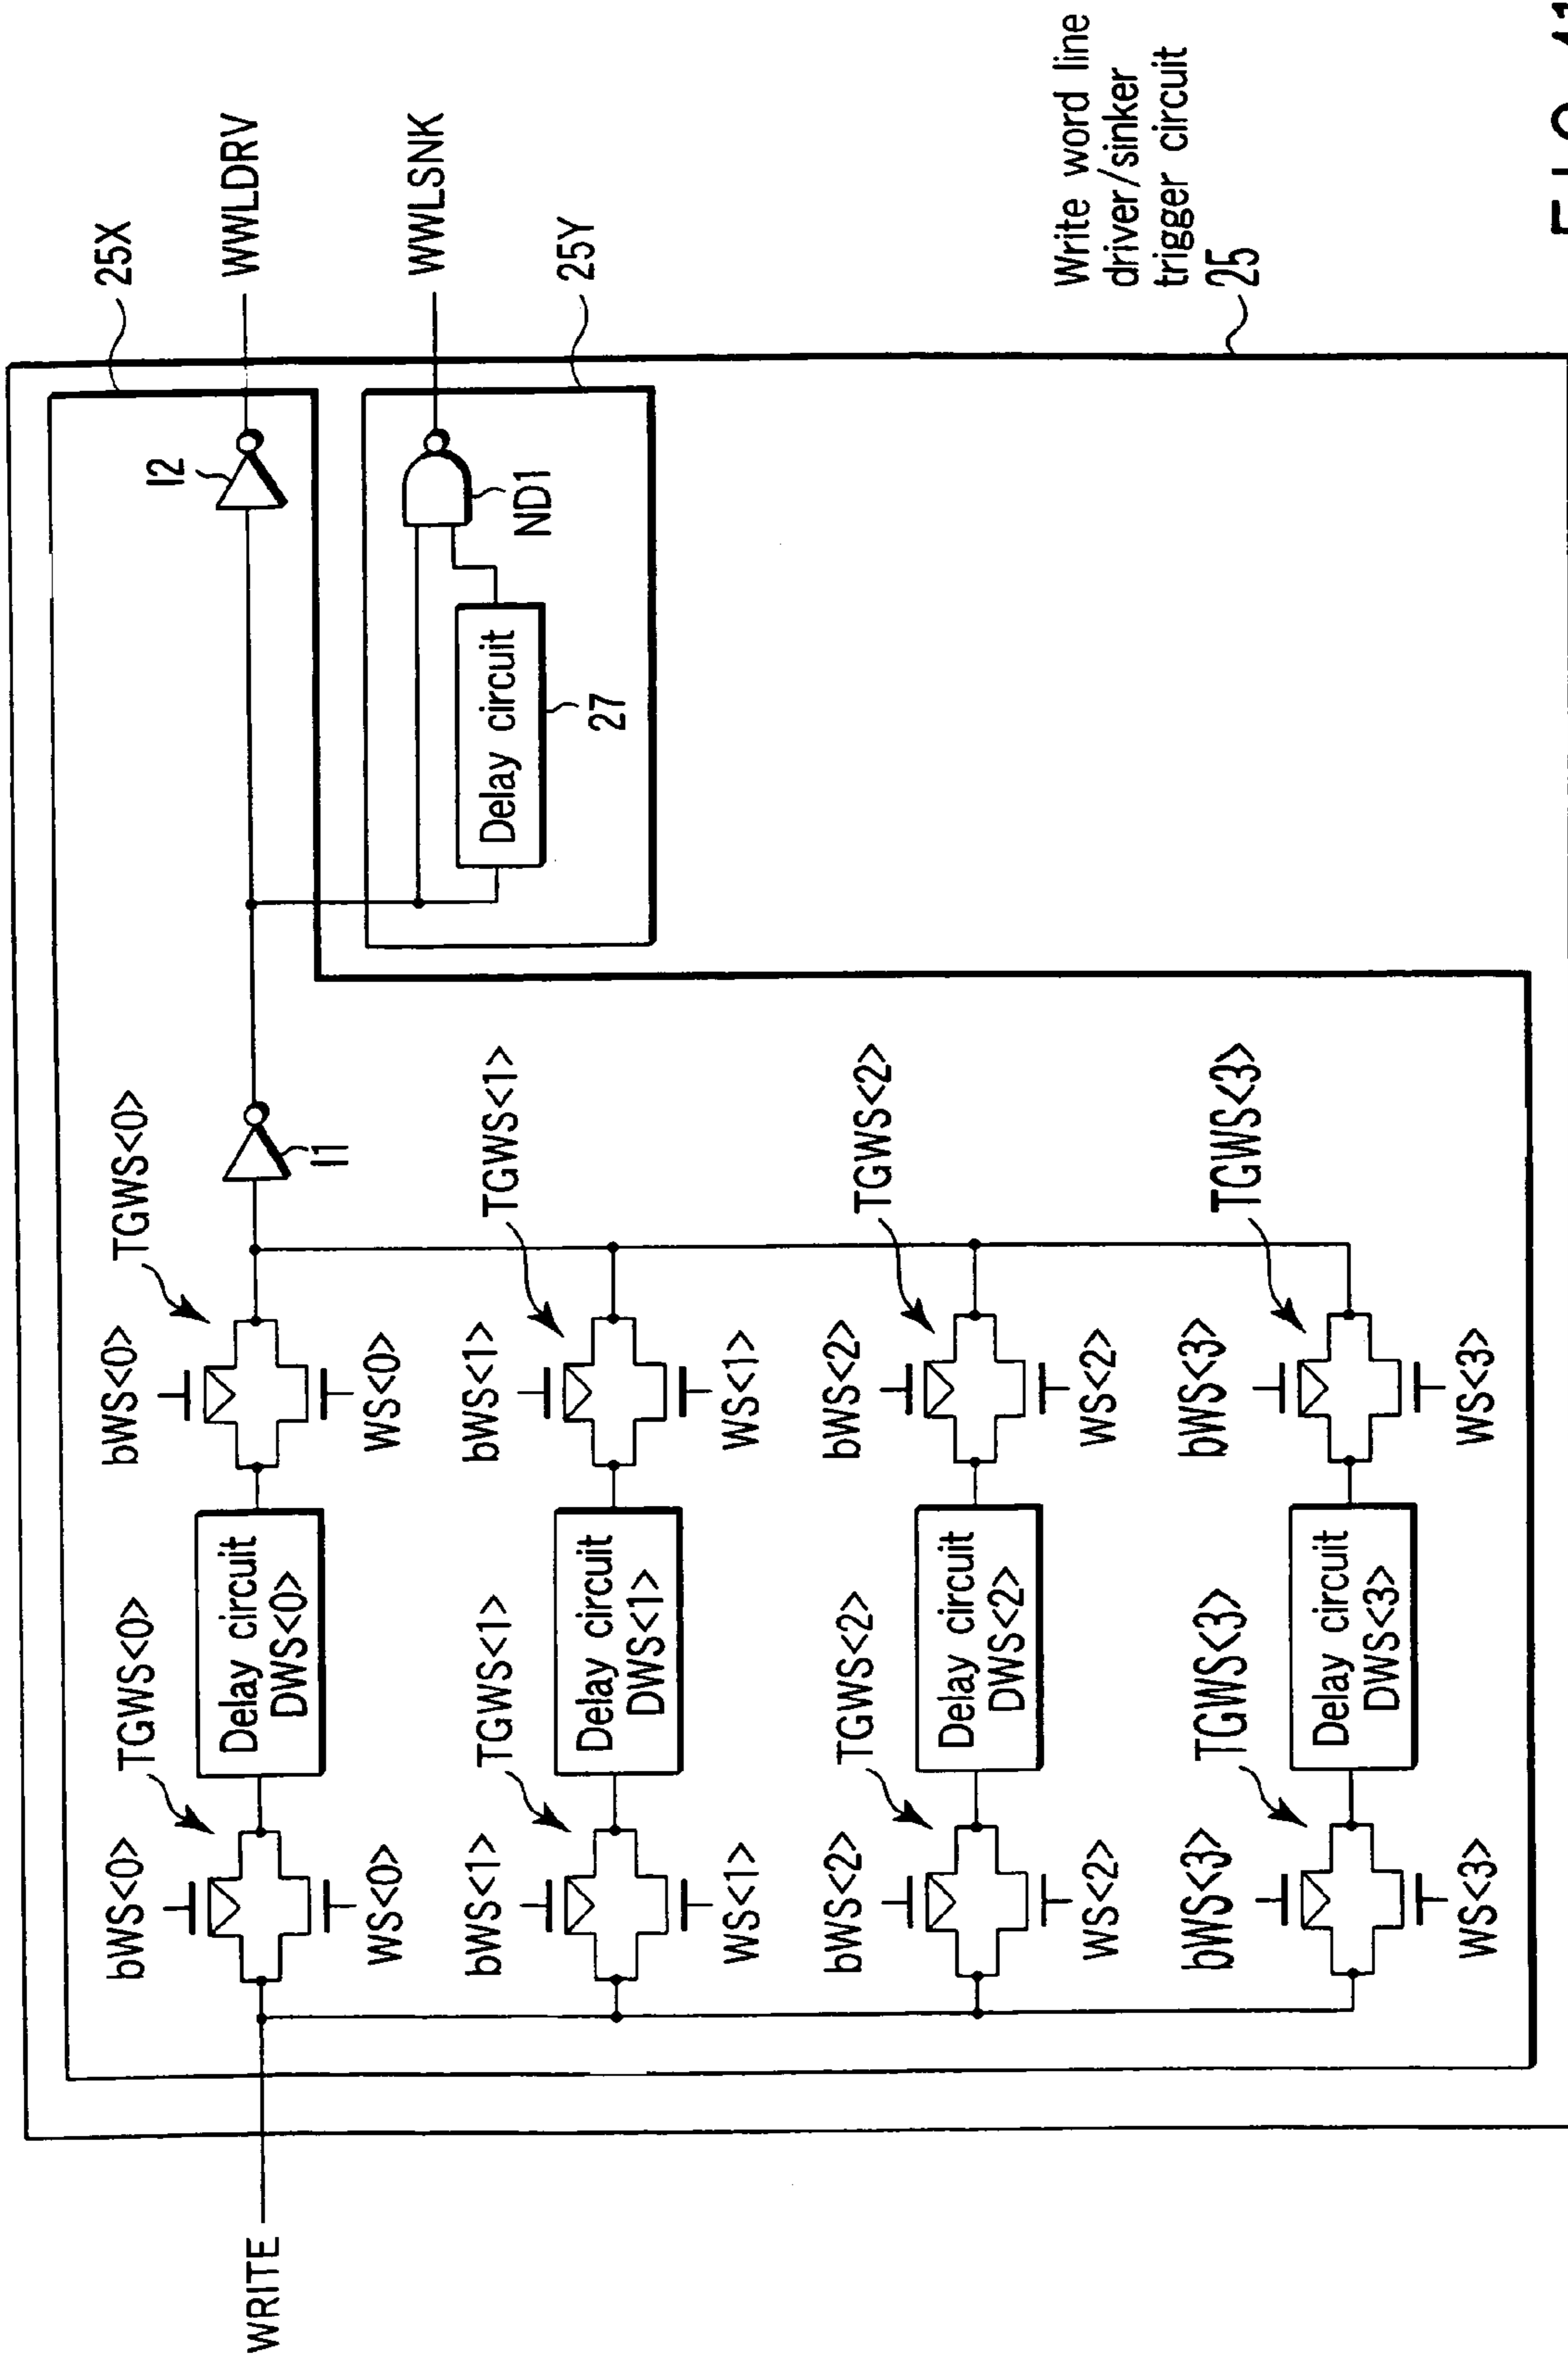 25X
WWLDRV
I2
WWLSNK
ND1
Delay circuit
27
25Y
Write word line
driver/sinker
trigger circuit
25
WRITE
I1
bWS<0>
TGWS<0>
WS<0>
Delay circuit
DWS<0>
bWS<0>
TGWS<0>
WS<0>
bWS<1>
TGWS<1>
WS<1>
Delay circuit
DWS<1>
bWS<1>
TGWS<1>
WS<1>
bWS<2>
TGWS<2>
WS<2>
Delay circuit
DWS<2>
bWS<2>
TGWS<2>
WS<2>
bWS<3>
TGWS<3>
WS<3>
Delay circuit
DWS<3>
bWS<3>
TGWS<3>
WS<3>